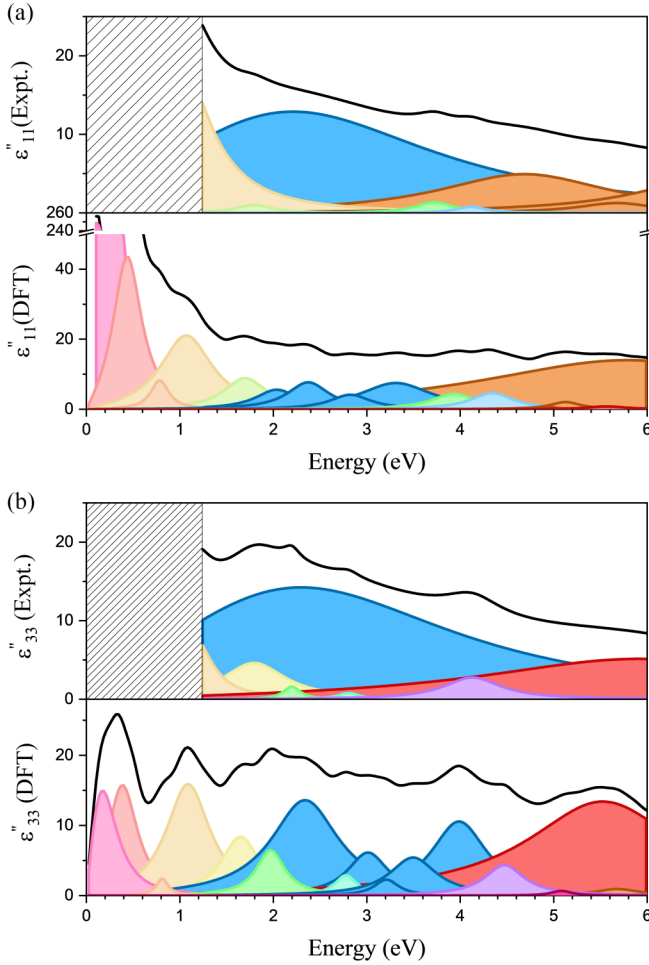 (a)
20
10
ε″11(Expt.)
260
240
40
20
0
ε″11(DFT)
0 1 2 3 4 5 6
Energy (eV)
(b)
20
10
0
ε″33 (Expt.)
20
10
0
ε″33 (DFT)
0 1 2 3 4 5 6
Energy (eV)